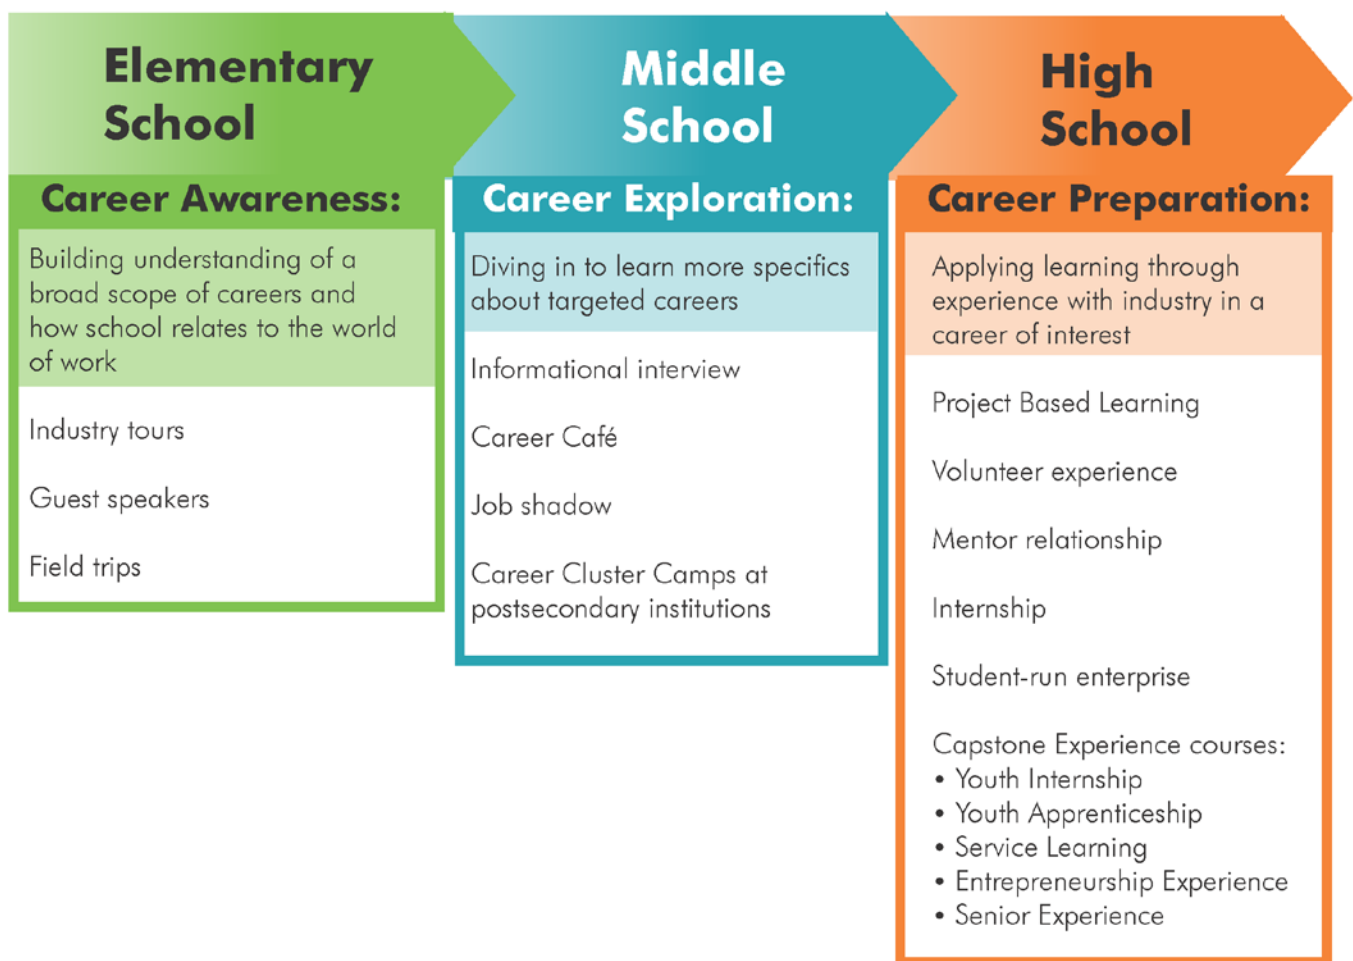 Elementary
School
Career Awareness:
Building understanding of a
broad scope of careers and
how school relates to the world
of work
Industry tours
Guest speakers
Field trips
Middle
School
Career Exploration:
Diving in to learn more specifics
about targeted careers
Informational interview
Career Café
Job shadow
Career Cluster Camps at
postsecondary institutions
High
School
Career Preparation:
Applying learning through
experience with industry in a
career of interest
Project Based Learning
Volunteer experience
Mentor relationship
Internship
Student-run enterprise
Capstone Experience courses:
• Youth Internship
• Youth Apprenticeship
• Service Learning
• Entrepreneurship Experience
• Senior Experience